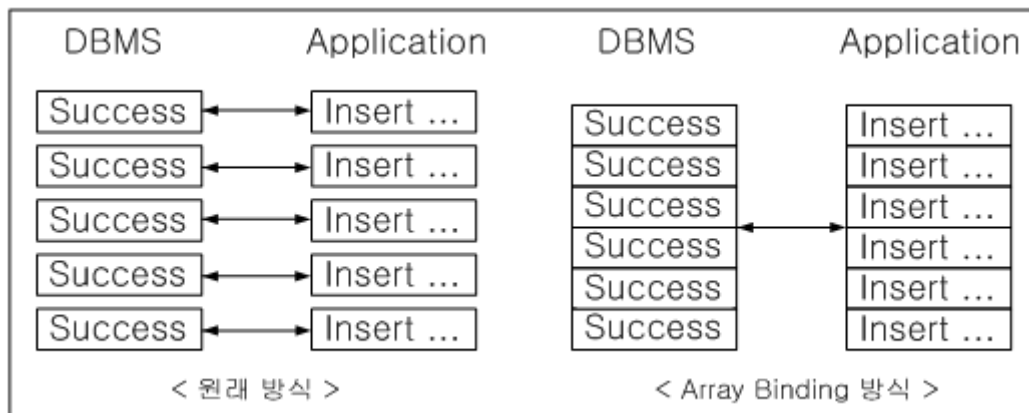 DBMS Application DBMS Application
Success Insert ...
Success Insert ...
Success Insert ...
Success Insert ...
Success Insert ...
< 원래 방식 >
Success Insert ...
Success Insert ...
Success Insert ...
Success Insert ...
Success Insert ...
Success Insert ...
< Array Binding 방식 >